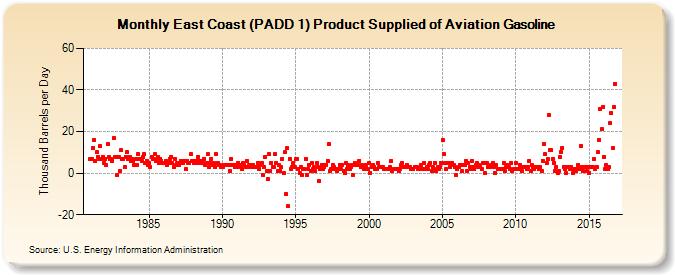 Monthly East Coast (PADD 1) Product Supplied of Aviation Gasoline
Thousand Barrels per Day
60
40
20
0
-20
1985 1990 1995 2000 2005 2010 2015
Source: U.S. Energy Information Administration